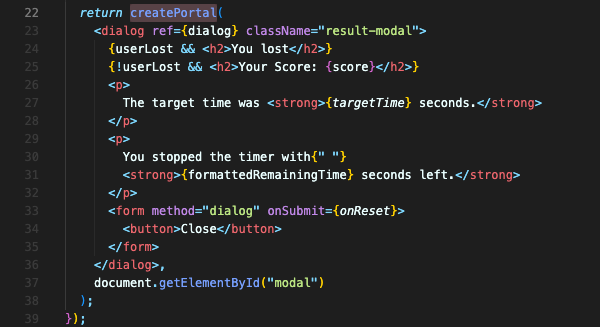 22 return createPortal(
23 <dialog ref={dialog} className="result-modal">
24 {userLost && <h2>You lost</h2>}
25 {!userLost && <h2>Your Score: {score}</h2>}
26 <p>
27 The target time was <strong>{targetTime} seconds.</strong>
28 </p>
29 <p>
30 You stopped the timer with{" "}
31 <strong>{formattedRemainingTime} seconds left.</strong>
32 </p>
33 <form method="dialog" onSubmit={onReset}>
34 <button>Close</button>
35 </form>
36 </dialog>,
37 document.getElementById("modal")
38 );
39 });